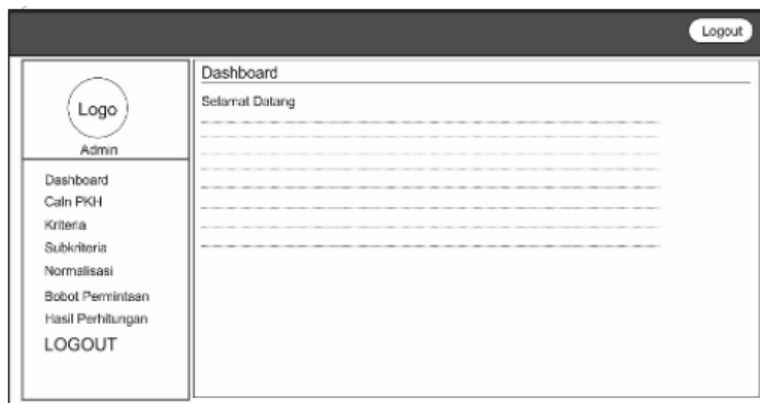 Logout
Logo
Admin
Dashboard
Caln PKH
Kriteria
Subkriteria
Normalisasi
Bobot Permintaan
Hasil Perhitungan
LOGOUT
Dashboard
Selamat Datang